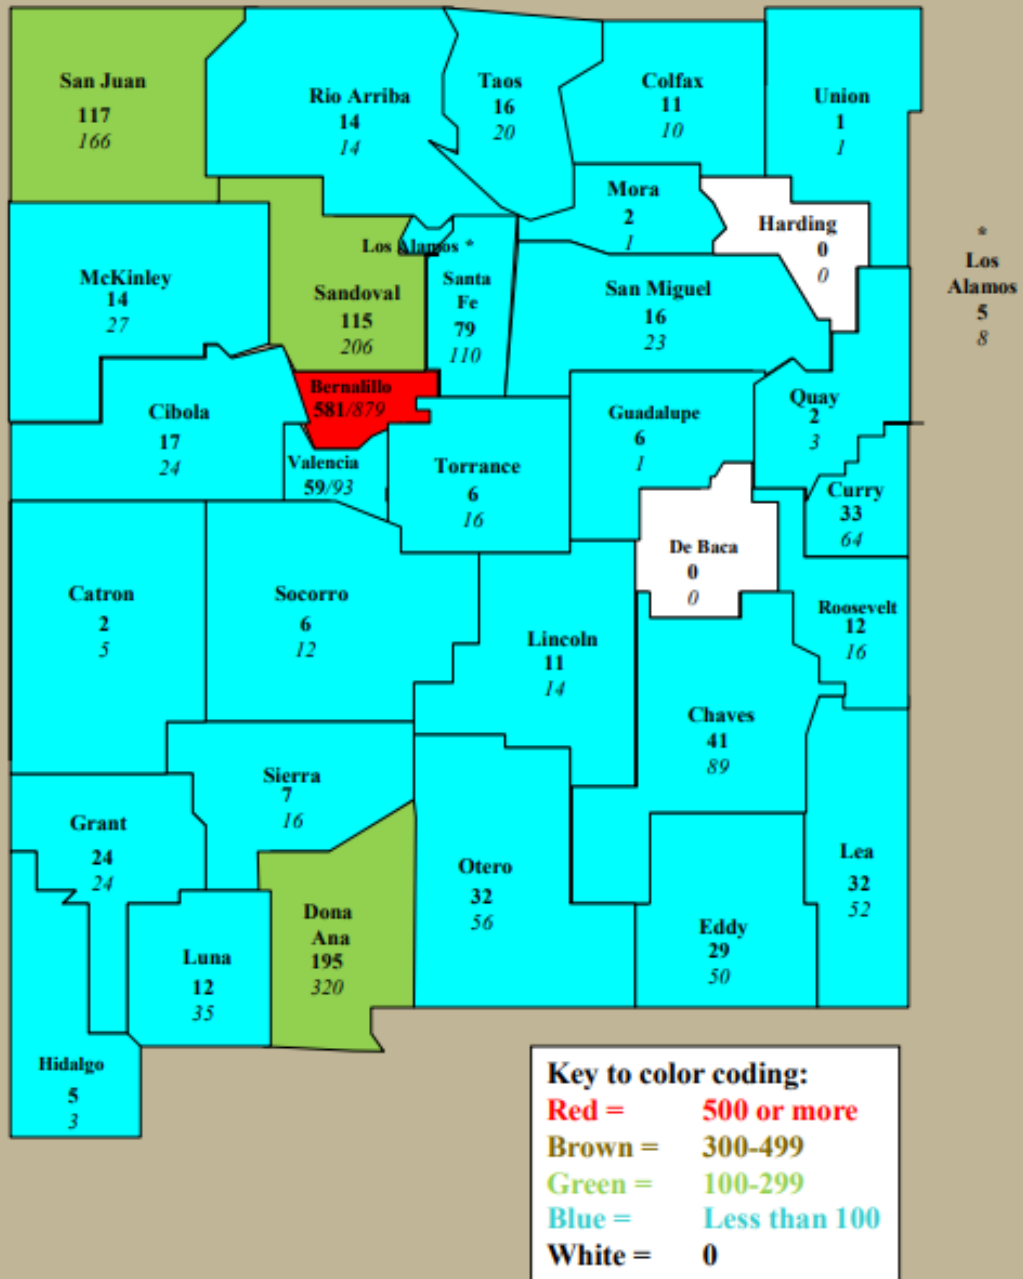 San Juan
117
166
Rio Arriba
14
14
Taos
16
20
Colfax
11
10
Union
1
1
Mora
2
1
Harding
0
0
Los Alamos *
*
Los
Alamos
5
8
McKinley
14
27
Sandoval
115
206
Santa
Fe
79
110
San Miguel
16
23
Bernalillo
581/879
Cibola
17
24
Valencia
59/93
Torrance
6
16
Guadalupe
6
1
Quay
2
3
Curry
33
64
De Baca
0
0
Catron
2
5
Socorro
6
12
Lincoln
11
14
Roosevelt
12
16
Chaves
41
89
Sierra
7
16
Grant
24
24
Otero
32
56
Lea
32
52
Dona
Ana
195
320
Eddy
29
50
Luna
12
35
Hidalgo
5
3
Key to color coding:
Red = 500 or more
Brown = 300-499
Green = 100-299
Blue = Less than 100
White = 0